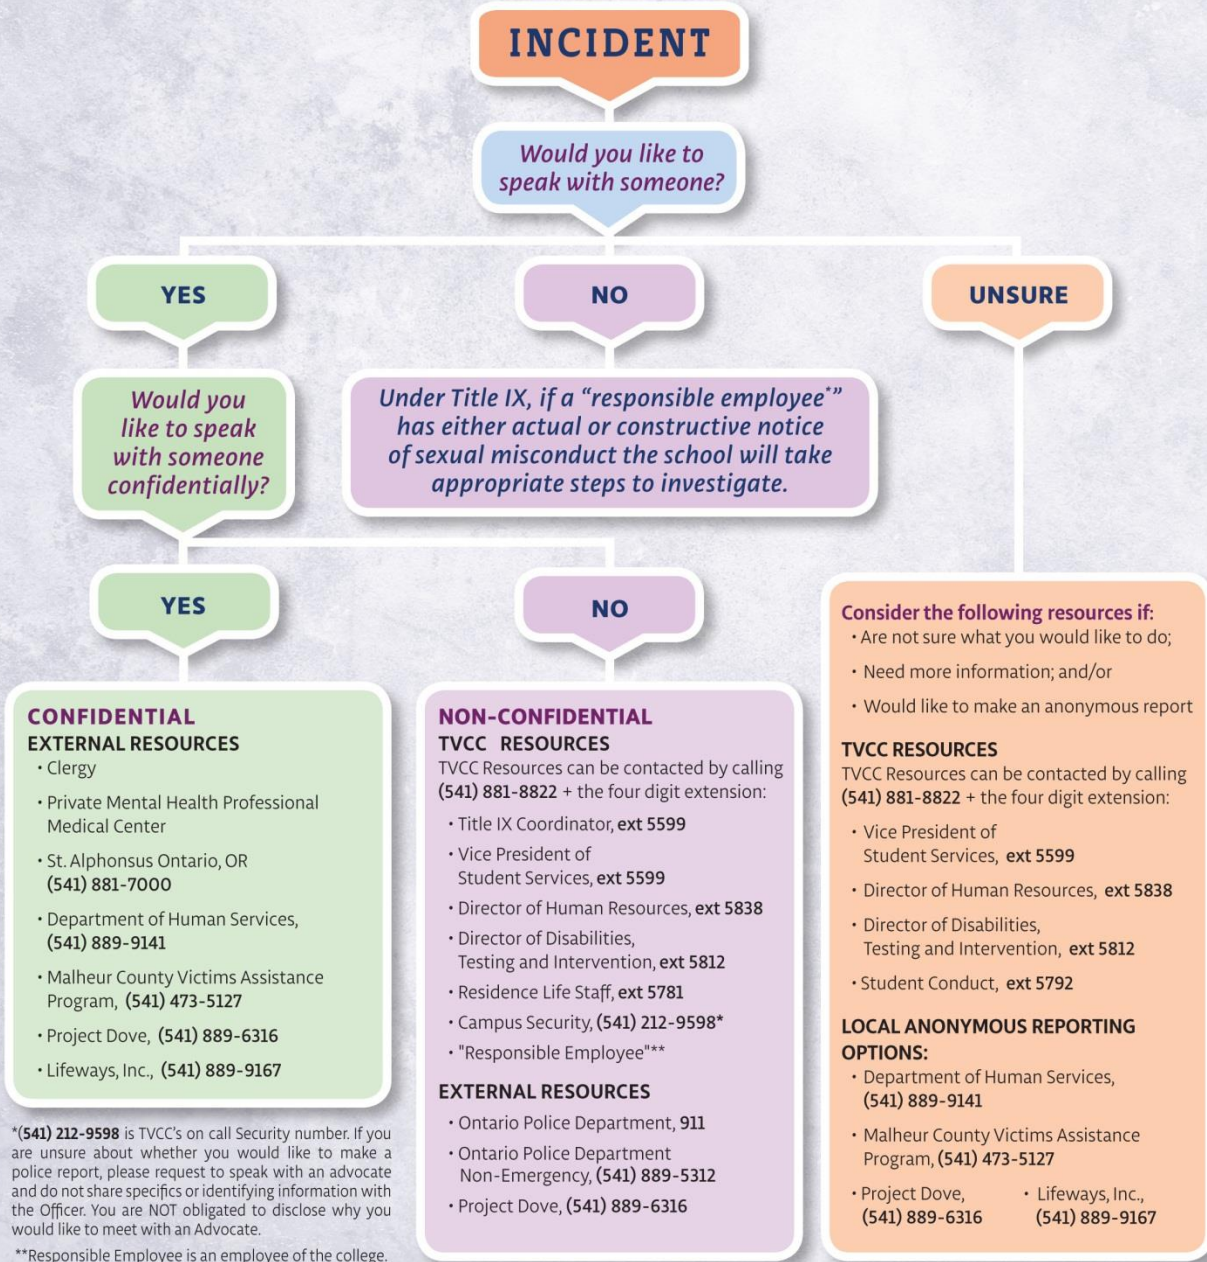 INCIDENT
Would you like to
speak with someone?
YES
NO
UNSURE
Would you
like to speak
with someone
confidentially?
Under Title IX, if a “responsible employee*”
has either actual or constructive notice
of sexual misconduct the school will take
appropriate steps to investigate.
YES
NO
CONFIDENTIAL
EXTERNAL RESOURCES
• Clergy
• Private Mental Health Professional
Medical Center
• St. Alphonsus Ontario, OR
(541) 881-7000
• Department of Human Services,
(541) 889-9141
• Malheur County Victims Assistance
Program, (541) 473-5127
• Project Dove, (541) 889-6316
• Lifeways, Inc., (541) 889-9167
*(541) 212-9598 is TVCC’s on call Security number. If you
are unsure about whether you would like to make a
police report, please request to speak with an advocate
and do not share specifics or identifying information with
the Officer. You are NOT obligated to disclose why you
would like to meet with an Advocate.
**Responsible Employee is an employee of the college.
NON-CONFIDENTIAL
TVCC RESOURCES
TVCC Resources can be contacted by calling
(541) 881-8822 + the four digit extension:
• Title IX Coordinator, ext 5599
• Vice President of
Student Services, ext 5599
• Director of Human Resources, ext 5838
• Director of Disabilities,
Testing and Intervention, ext 5812
• Residence Life Staff, ext 5781
• Campus Security, (541) 212-9598*
• "Responsible Employee"**
EXTERNAL RESOURCES
• Ontario Police Department, 911
• Ontario Police Department
Non-Emergency, (541) 889-5312
• Project Dove, (541) 889-6316
Consider the following resources if:
• Are not sure what you would like to do;
• Need more information; and/or
• Would like to make an anonymous report
TVCC RESOURCES
TVCC Resources can be contacted by calling
(541) 881-8822 + the four digit extension:
• Vice President of
Student Services, ext 5599
• Director of Human Resources, ext 5838
• Director of Disabilities,
Testing and Intervention, ext 5812
• Student Conduct, ext 5792
LOCAL ANONYMOUS REPORTING
OPTIONS:
• Department of Human Services,
(541) 889-9141
• Malheur County Victims Assistance
Program, (541) 473-5127
• Project Dove,
(541) 889-6316
• Lifeways, Inc.,
(541) 889-9167